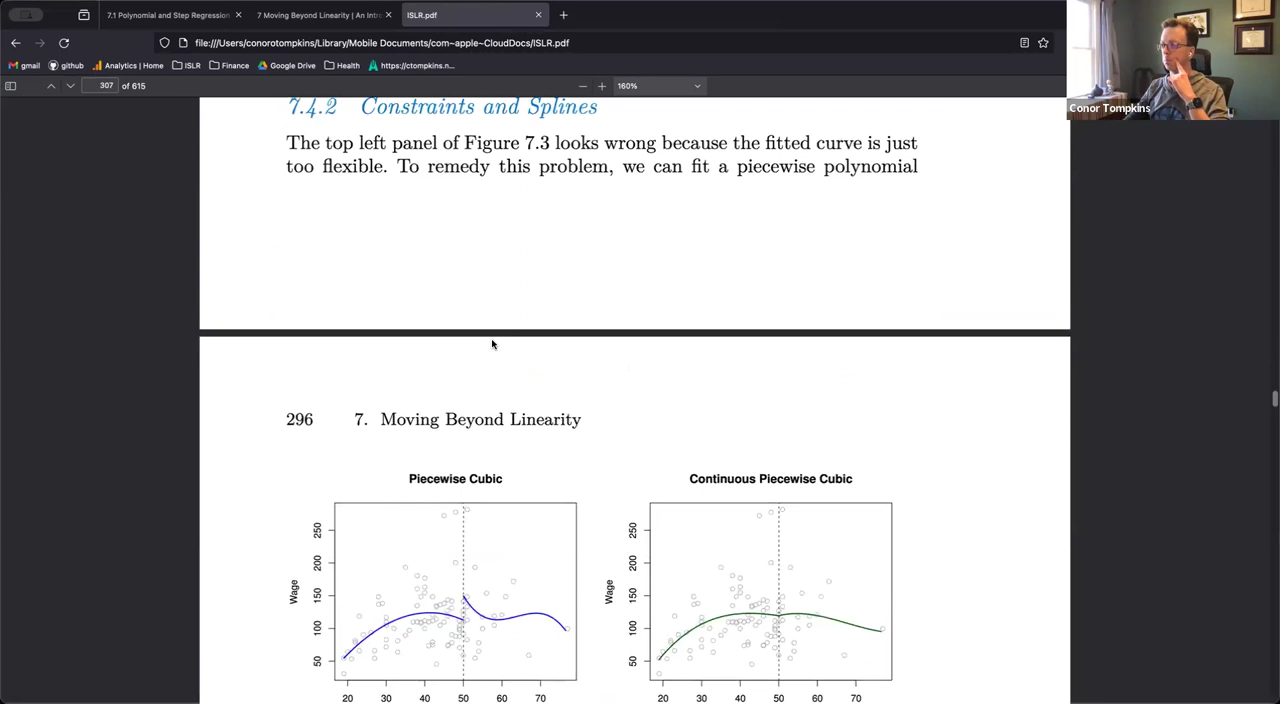 7.1 Polynomial and Step Regression
7 Moving Beyond Linearity | An Intr
ISLR.pdf
file:///Users/conorotompkins/Library/Mobile Documents/com~apple~CloudDocs/ISLR.pdf
gmail
github
Analytics | Home
ISLR
Finance
Google Drive
Health
https://ctompkins.n...
307 of 615
160%
Conor Tompkins
7.4.2 Constraints and Splines
The top left panel of Figure 7.3 looks wrong because the fitted curve is just
too flexible. To remedy this problem, we can fit a piecewise polynomial
296 7. Moving Beyond Linearity
Piecewise Cubic
Wage
250
200
150
100
50
20 30 40 50 60 70
Continuous Piecewise Cubic
Wage
250
200
150
100
50
20 30 40 50 60 70